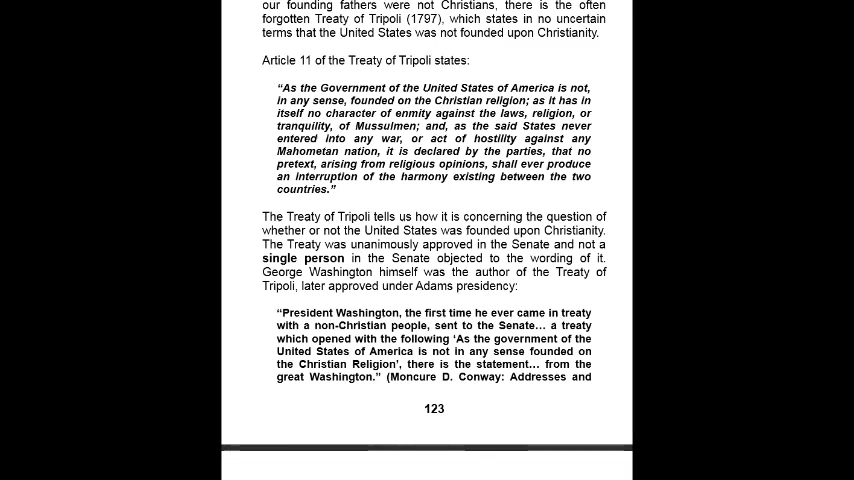 our founding fathers were not Christians, there is the often
forgotten Treaty of Tripoli (1797), which states in no uncertain
terms that the United States was not founded upon Christianity.
Article 11 of the Treaty of Tripoli states:
“As the Government of the United States of America is not,
in any sense, founded on the Christian religion; as it has in
itself no character of enmity against the laws, religion, or
tranquility, of Mussulmen; and, as the said States never
entered into any war, or act of hostility against any
Mahometan nation, it is declared by the parties, that no
pretext, arising from religious opinions, shall ever produce
an interruption of the harmony existing between the two
countries.”
The Treaty of Tripoli tells us how it is concerning the question of
whether or not the United States was founded upon Christianity.
The Treaty was unanimously approved in the Senate and not a
single person in the Senate objected to the wording of it.
George Washington himself was the author of the Treaty of
Tripoli, later approved under Adams presidency:
“President Washington, the first time he ever came in treaty
with a non-Christian people, sent to the Senate… a treaty
which opened with the following ‘As the government of the
United States of America is not in any sense founded on
the Christian Religion’, there is the statement… from the
great Washington.” (Moncure D. Conway: Addresses and
123